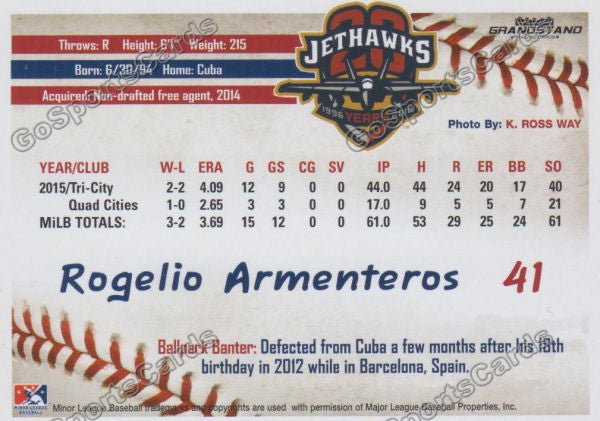 Throws: R Height: 6'1" Weight: 215
Born: 6/30/94 Home: Cuba
Acquired: Non-drafted free agent, 2014
20
JETHAWKS
1996 YEARS
GRANDSTAND
Photo By: K. ROSS WAY
YEAR/CLUB W-L ERA G GS CG SV IP H R ER BB SO
2015/Tri-City 2-2 4.09 12 9 0 0 44.0 44 24 20 17 40
Quad Cities 1-0 2.65 3 3 0 0 17.0 9 5 5 7 21
MiLB TOTALS: 3-2 3.69 15 12 0 0 61.0 53 29 25 24 61
Rogelio Armenteros 41
Ballpark Banter: Defected from Cuba a few months after his 18th
birthday in 2012 while in Barcelona, Spain.
MINOR LEAGUE
BASEBALL
Minor League Baseball trademarks and copyrights are used with permission of Major League Baseball Properties, Inc.
GoSportsCards
GoSportsCards
GoSportsCards
GoSportsCards
GoSportsCards